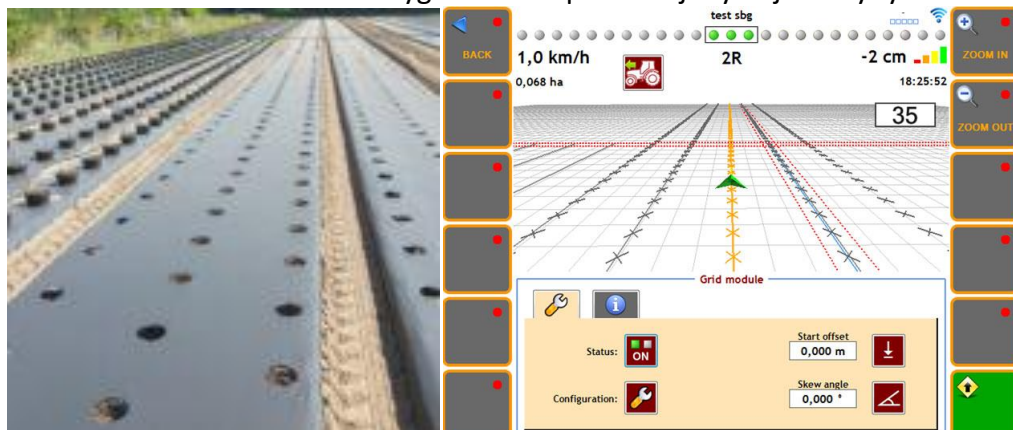 test sbg
BACK
ZOOM IN
1,0 km/h
2R
-2 cm
0,068 ha
18:25:52
35
ZOOM OUT
Grid module
Status:
ON
Start offset
0,000 m
Configuration:
Skew angle
0,000 °